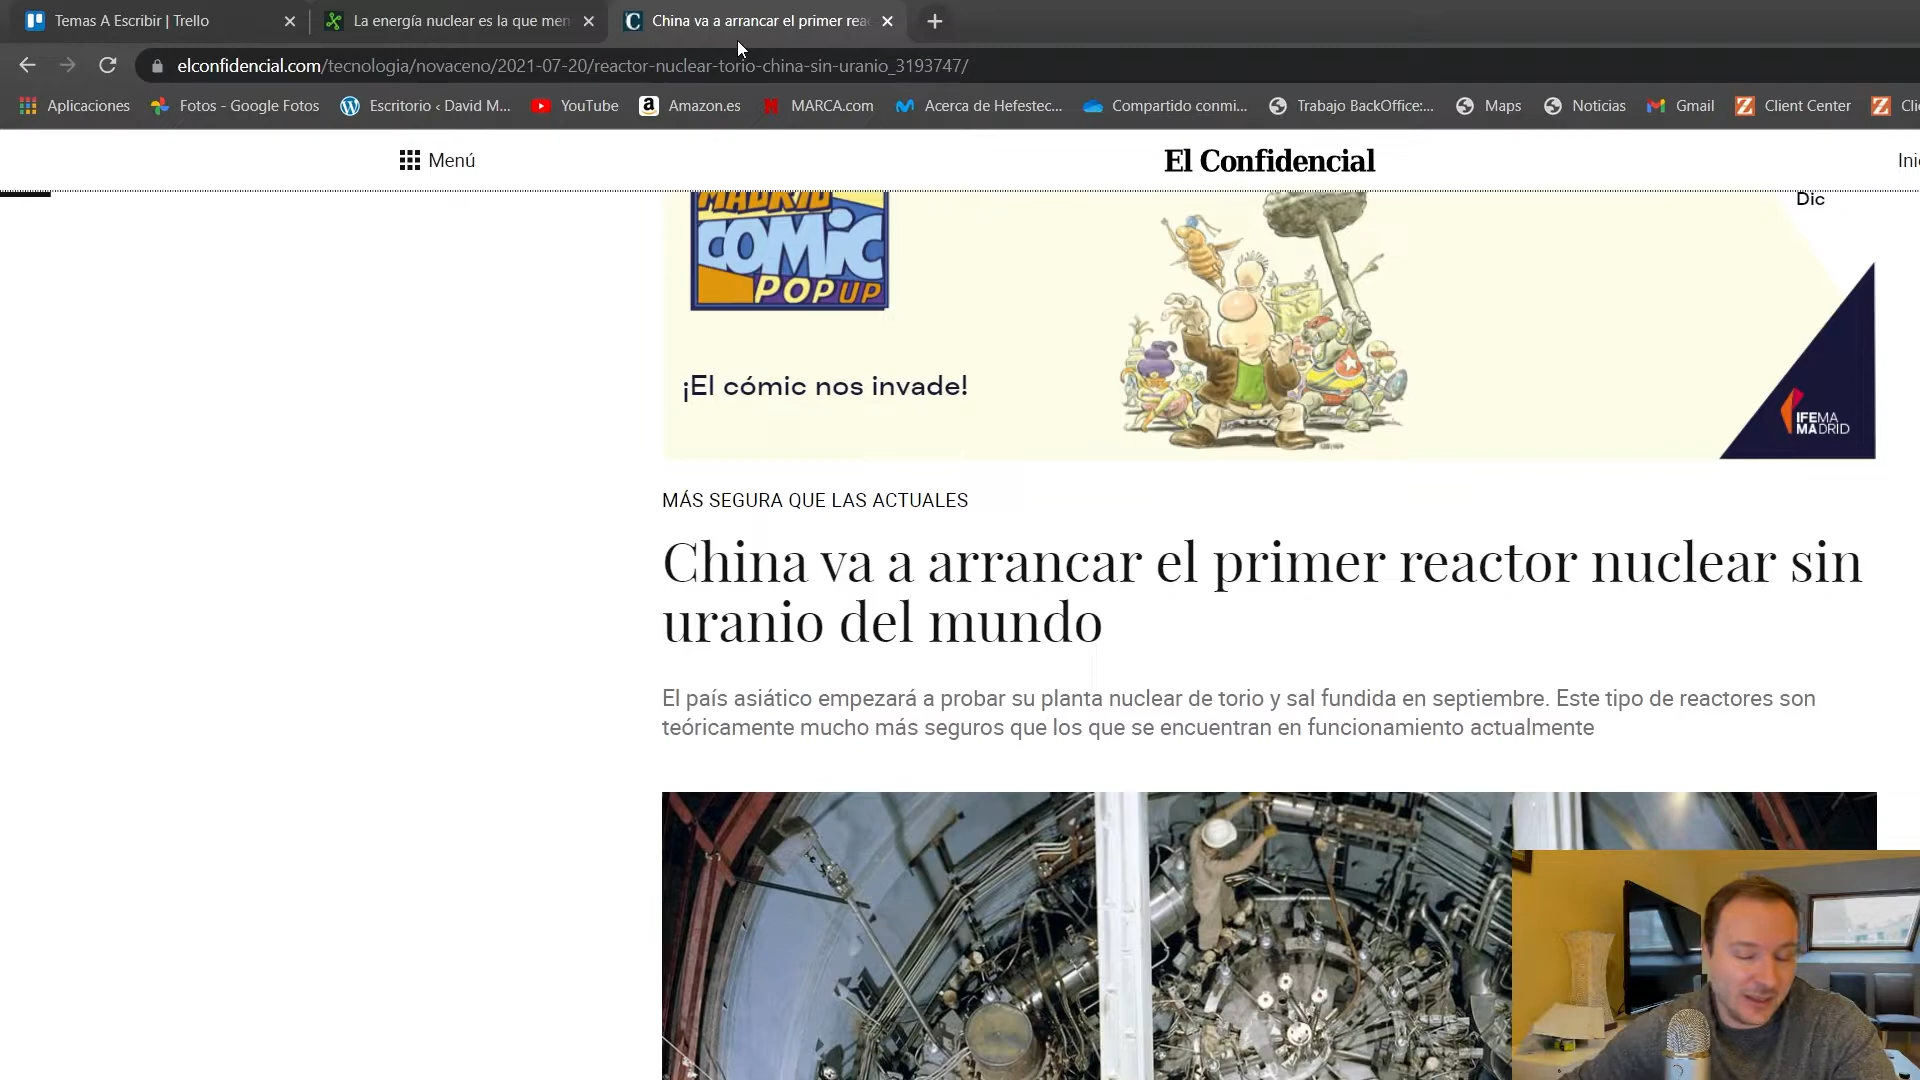 Temas A Escribir | Trello
La energía nuclear es la que men
China va a arrancar el primer rea
elconfidencial.com/tecnologia/novaceno/2021-07-20/reactor-nuclear-torio-china-sin-uranio_3193747/
Aplicaciones
Fotos - Google Fotos
Escritorio ‹ David M...
YouTube
Amazon.es
MARCA.com
Acerca de Hefestec...
Compartido conmi...
Trabajo BackOffice:...
Maps
Noticias
Gmail
Client Center
Cli
Menú
El Confidencial
Ini
Dic
MADRID
COMIC
POP UP
¡El cómic nos invade!
IFEMA
MADRID
MÁS SEGURA QUE LAS ACTUALES
China va a arrancar el primer reactor nuclear sin
uranio del mundo
El país asiático empezará a probar su planta nuclear de torio y sal fundida en septiembre. Este tipo de reactores son
teóricamente mucho más seguros que los que se encuentran en funcionamiento actualmente